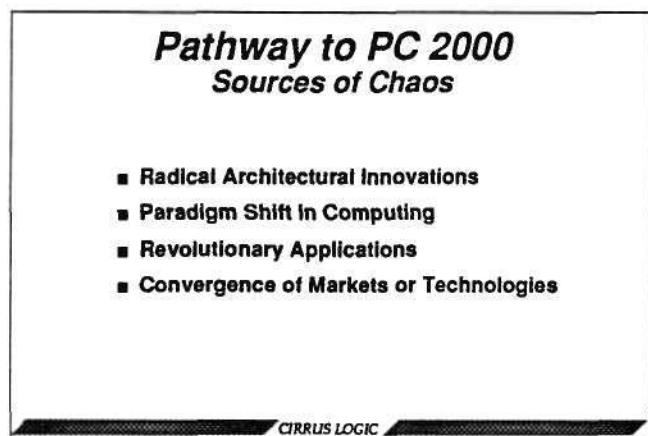 Pathway to PC 2000
Sources of Chaos
■ Radical Architectural Innovations
■ Paradigm Shift in Computing
■ Revolutionary Applications
■ Convergence of Markets or Technologies
CIRRUS LOGIC